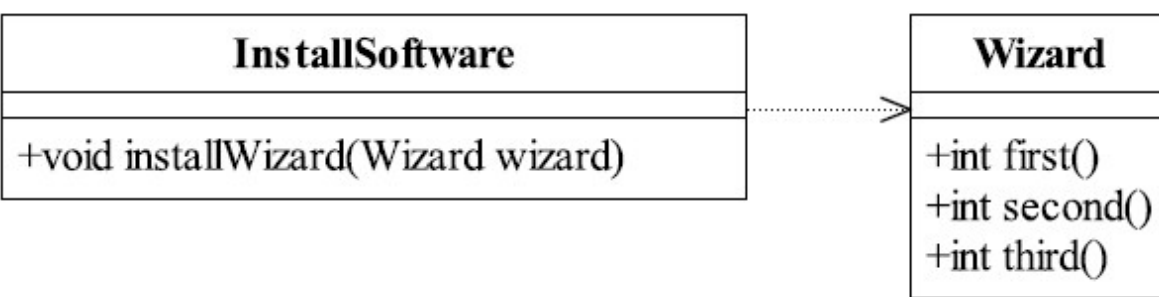 InstallSoftware
+void installWizard(Wizard wizard)
Wizard
+int first()
+int second()
+int third()